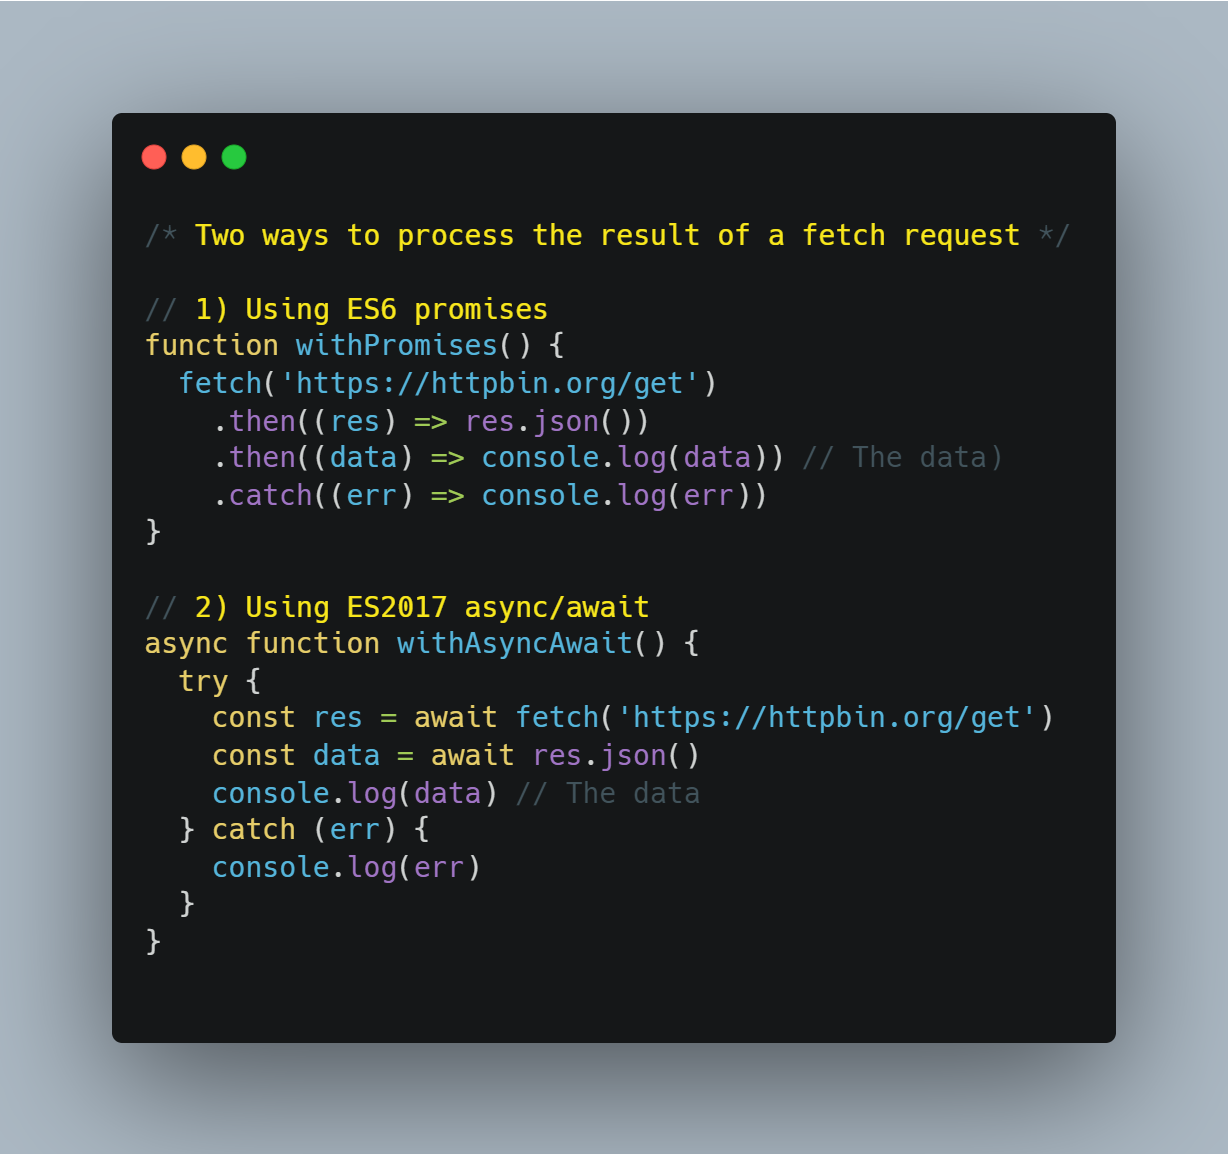 /* Two ways to process the result of a fetch request */
// 1) Using ES6 promises
function withPromises() {
  fetch('https://httpbin.org/get')
    .then((res) => res.json())
    .then((data) => console.log(data)) // The data)
    .catch((err) => console.log(err))
}
// 2) Using ES2017 async/await
async function withAsyncAwait() {
  try {
    const res = await fetch('https://httpbin.org/get')
    const data = await res.json()
    console.log(data) // The data
  } catch (err) {
    console.log(err)
  }
}